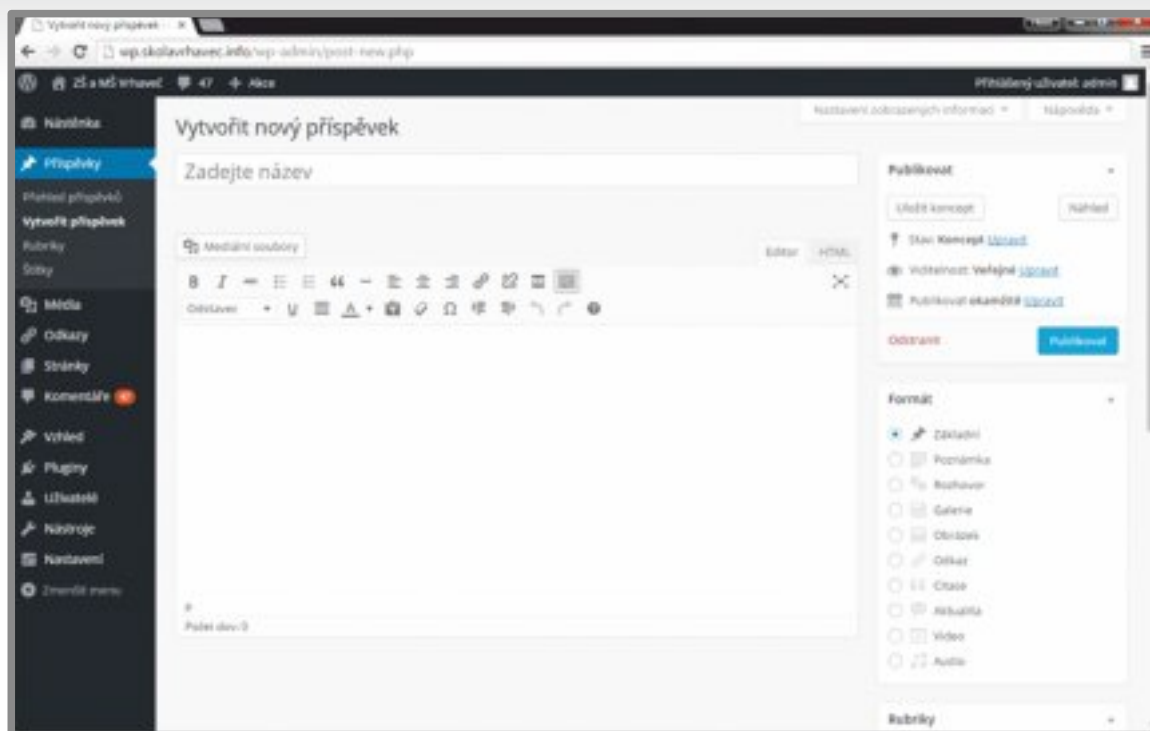 Vytvořit nový příspěvek
wp.skolavrhavec.info/wp-admin/post-new.php
ZŠ a MŠ Vrhaveč 47 + Akce
Přihlášený uživatel: admin
Nastavení zobrazených informací Nápověda
Nástěnka
Příspěvky
Přehled příspěvků
Vytvořit příspěvek
Rubriky
Štítky
Média
Odkazy
Stránky
Komentáře 47
Vzhled
Pluginy
Uživatelé
Nástroje
Nastavení
Zmenšit menu
Vytvořit nový příspěvek
Zadejte název
Mediální soubory
Editor HTML
B I
Odstavec U A Ω
p
Počet slov: 0
Publikovat
Uložit koncept Náhled
Stav: Koncept Upravit
Viditelnost: Veřejné Upravit
Publikovat okamžitě Upravit
Odstranit Publikovat
Formát
Základní
Poznámka
Rozhovor
Galerie
Obrázek
Odkaz
Citace
Aktualita
Video
Audio
Rubriky